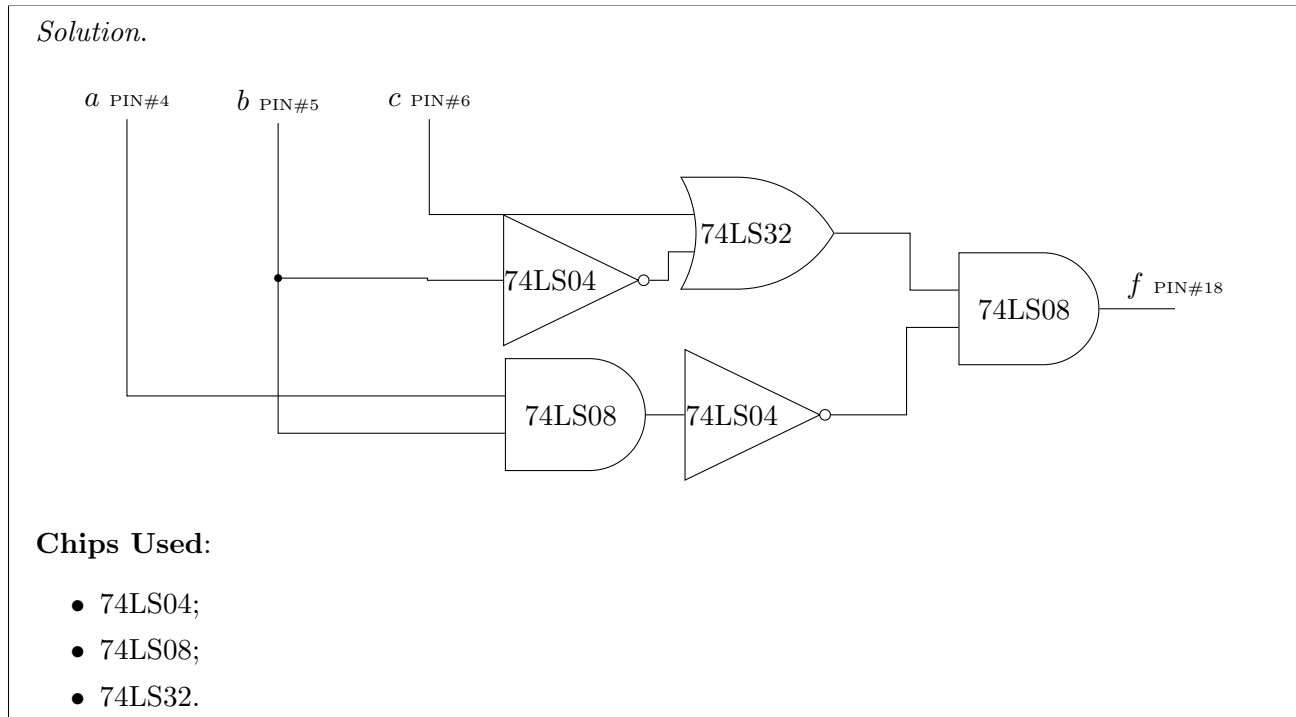 Solution.
a PIN#4
b PIN#5
c PIN#6
74LS32
74LS04
74LS08
f PIN#18
74LS08
74LS04
Chips Used:
• 74LS04;
• 74LS08;
• 74LS32.